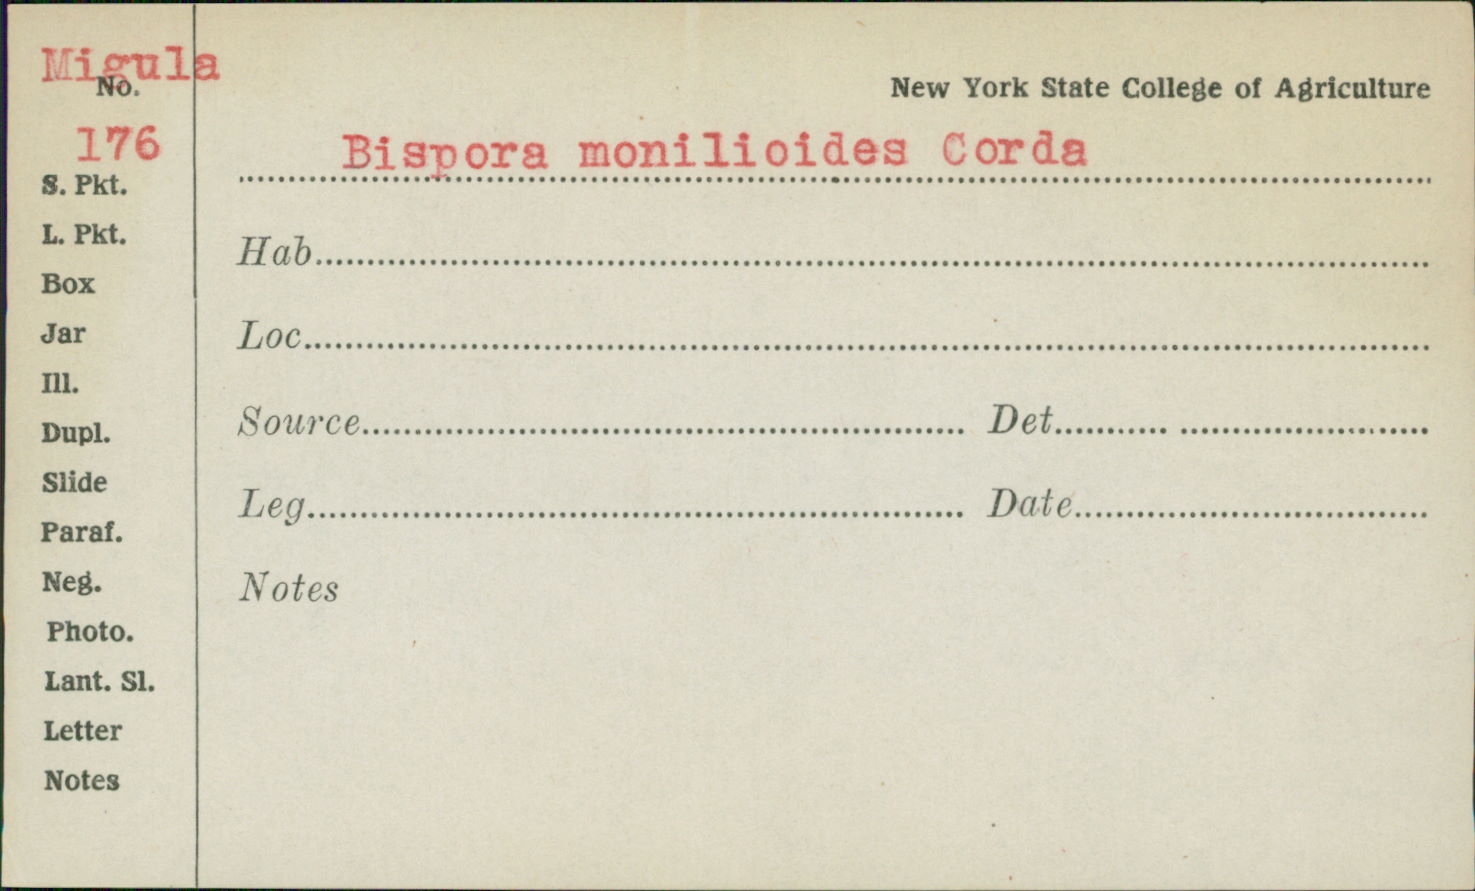 Migula
No.
176
S. Pkt.
L. Pkt.
Box
Jar
Ill.
Dupl.
Slide
Paraf.
Neg.
Photo.
Lant. Sl.
Letter
Notes
New York State College of Agriculture
Bispora monilioides Corda
Hab
Loc
Source Det
Leg Date
Notes